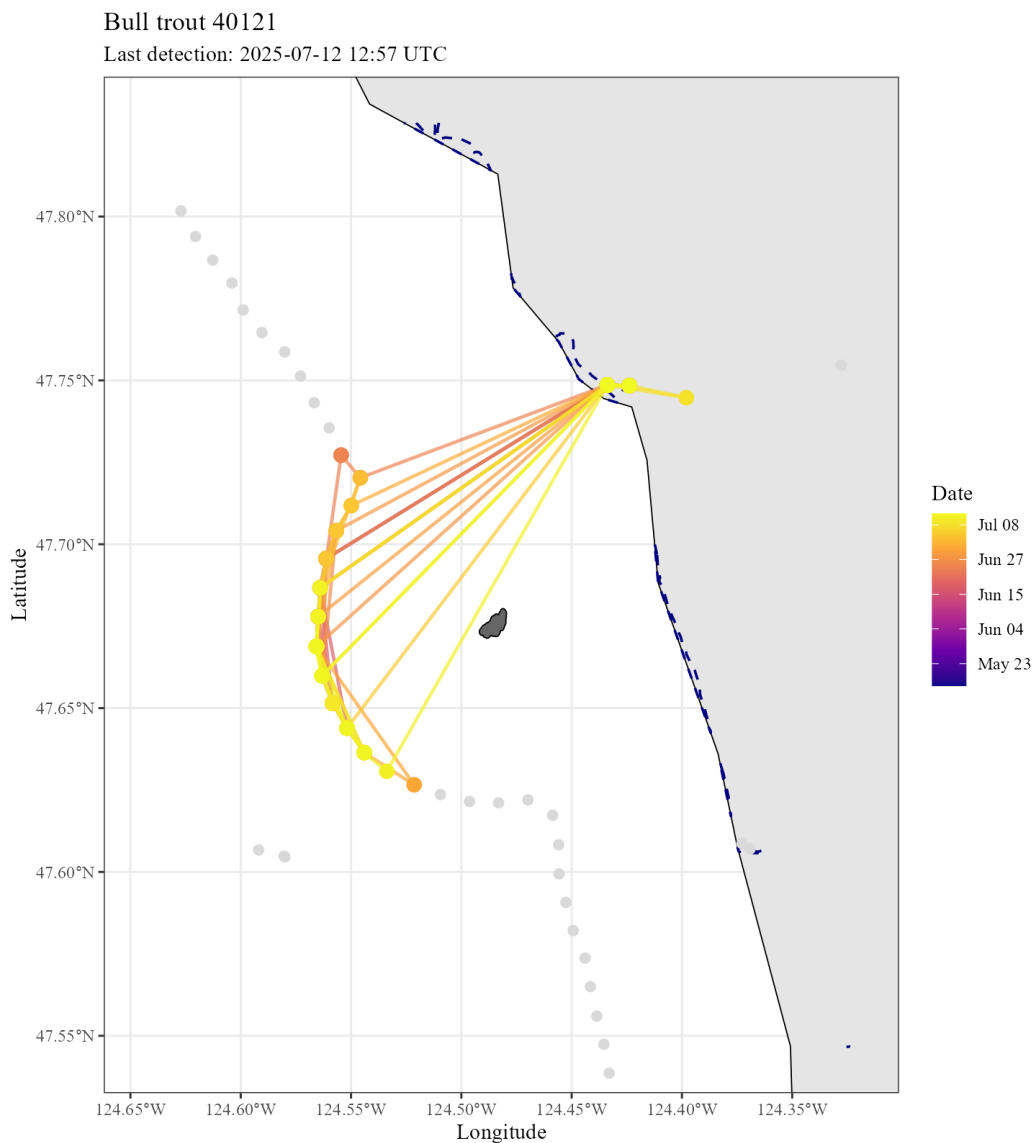 Bull trout 40121
Last detection: 2025-07-12 12:57 UTC
47.80°N
47.75°N
47.70°N
47.65°N
47.60°N
47.55°N
Latitude
124.65°W
124.60°W
124.55°W
124.50°W
124.45°W
124.40°W
124.35°W
Longitude
Date
Jul 08
Jun 27
Jun 15
Jun 04
May 23